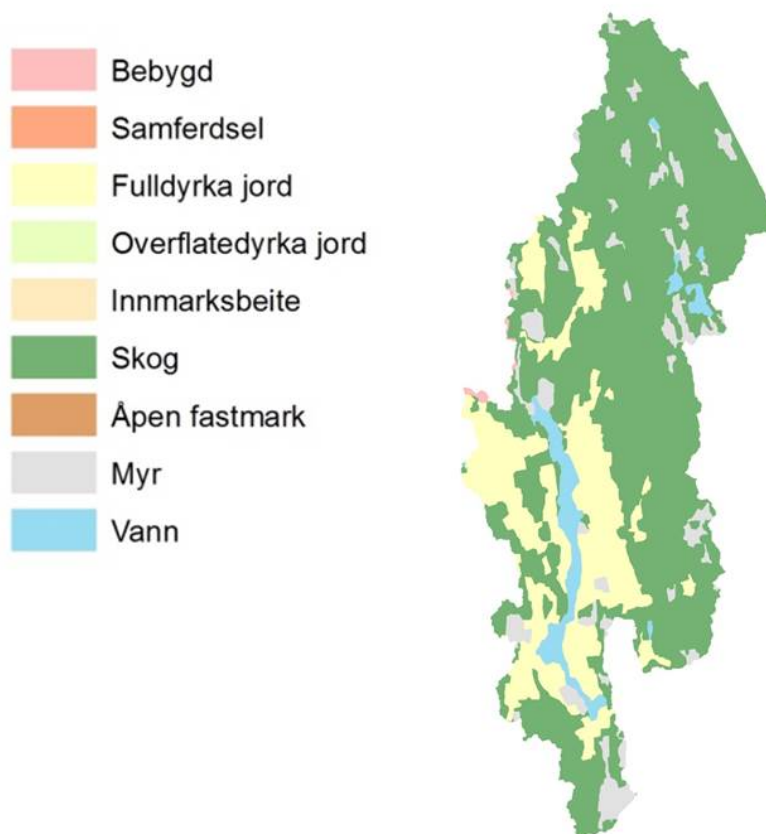 Bebygd
Samferdsel
Fulldyrka jord
Overflatedyrka jord
Innmarksbeite
Skog
Åpen fastmark
Myr
Vann